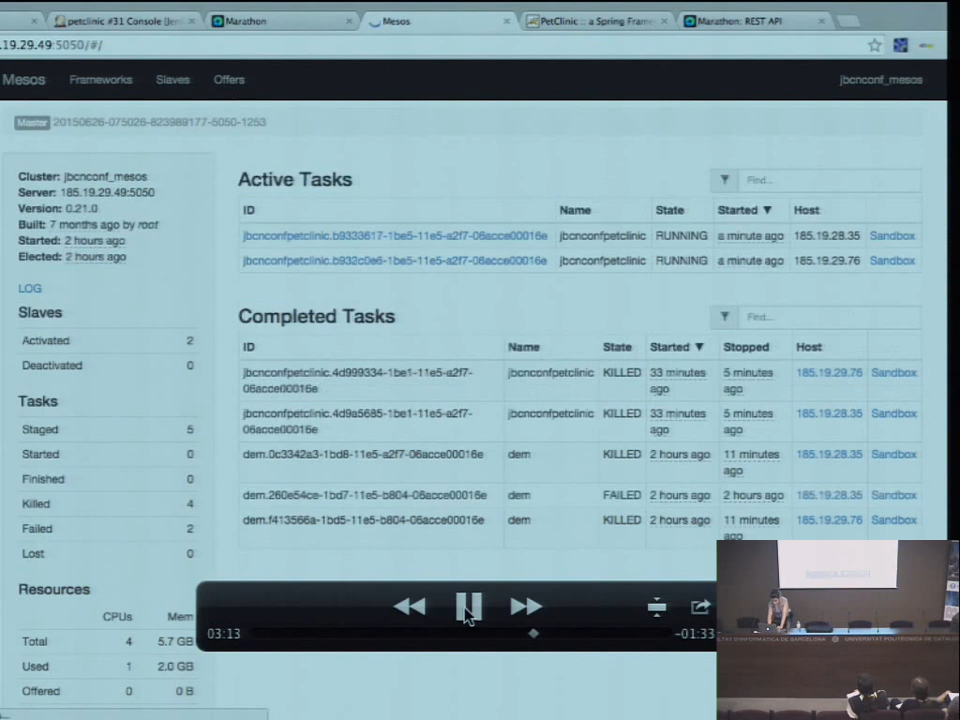 petclinic #31 Console [Jen
Marathon
Mesos
PetClinic :: a Spring Frame
Marathon: REST API
.19.29.49:5050/#/
Mesos Frameworks Slaves Offers jbcnconf_mesos
Master 20150626-075026-823989177-5050-1253
Cluster: jbcnconf_mesos
Server: 185.19.29.49:5050
Version: 0.21.0
Built: 7 months ago by root
Started: 2 hours ago
Elected: 2 hours ago
LOG
Slaves
Activated 2
Deactivated 0
Tasks
Staged 5
Started 0
Finished 0
Killed 4
Failed 2
Lost 0
Resources
CPUs Mem
Total 4 5.7 GB
Used 1 2.0 GB
Offered 0 0 B
Active Tasks
Find...
ID Name State Started ▼ Host
jbcnconfpetclinic.b9333617-1be5-11e5-a2f7-06acce00016e jbcnconfpetclinic RUNNING a minute ago 185.19.28.35 Sandbox
jbcnconfpetclinic.b932c0e6-1be5-11e5-a2f7-06acce00016e jbcnconfpetclinic RUNNING a minute ago 185.19.29.76 Sandbox
Completed Tasks
Find...
ID Name State Started ▼ Stopped Host
jbcnconfpetclinic.4d999334-1be1-11e5-a2f7- jbcnconfpetclinic KILLED 33 minutes 5 minutes 185.19.29.76 Sandbox
06acce00016e ago ago
jbcnconfpetclinic.4d9a5685-1be1-11e5-a2f7- jbcnconfpetclinic KILLED 33 minutes 5 minutes 185.19.28.35 Sandbox
06acce00016e ago ago
dem.0c3342a3-1bd8-11e5-a2f7-06acce00016e dem KILLED 2 hours ago 11 minutes 185.19.28.35 Sandbox
ago
dem.260e54ce-1bd7-11e5-b804-06acce00016e dem FAILED 2 hours ago 2 hours ago 185.19.28.35 Sandbox
dem.f413566a-1bd5-11e5-b804-06acce00016e dem KILLED 2 hours ago 11 minutes 185.19.29.76 Sandbox
ago
03:13
-01:33
INFORMÀTICA DE BARCELONA
UNIVERSITAT POLITÈCNICA DE